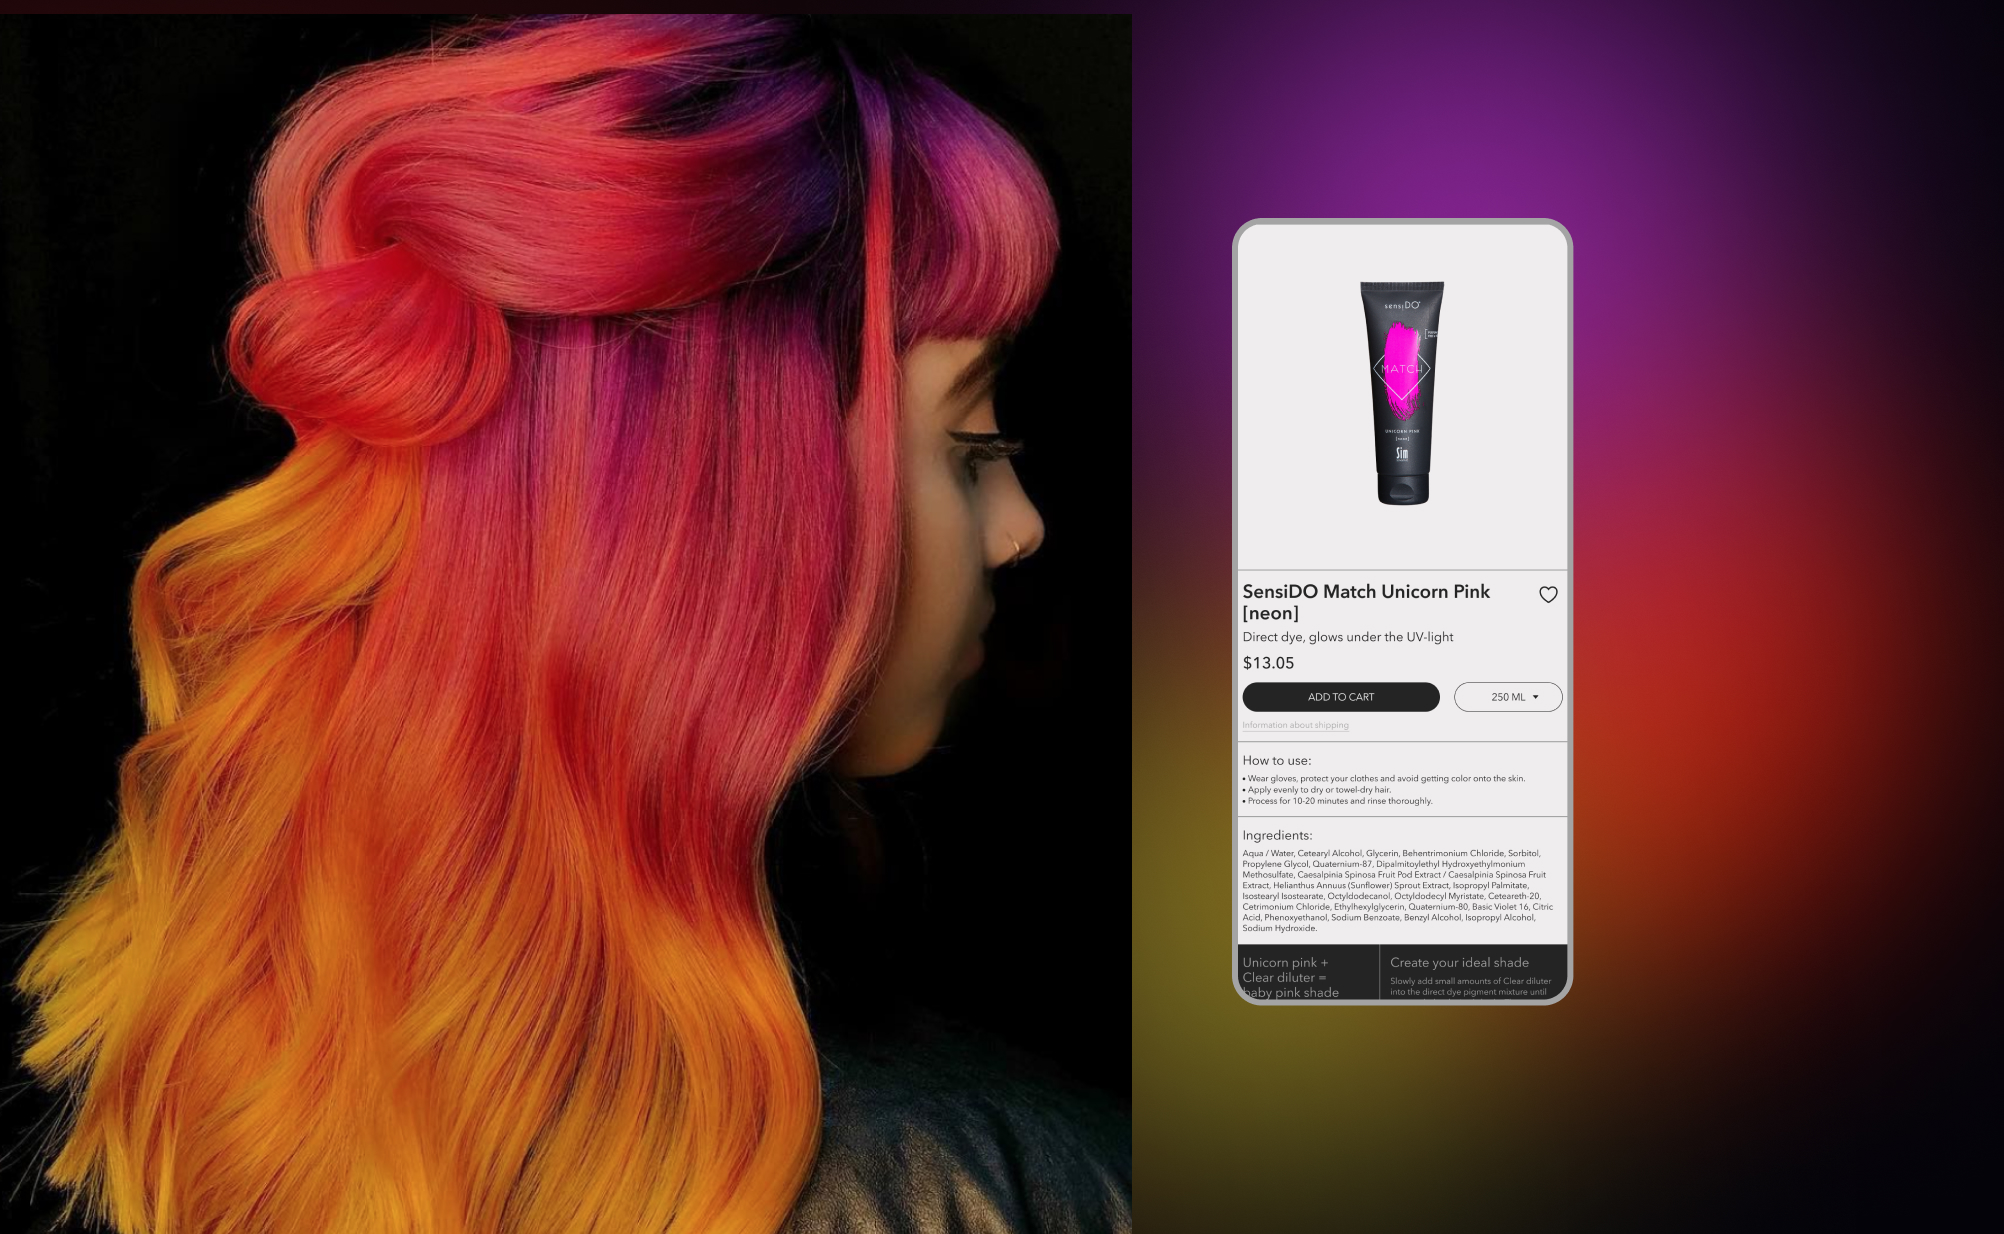 sensiDO
MATCH
UNICORN PINK
[neon]
Sim
SensiDO Match Unicorn Pink
[neon]
Direct dye, glows under the UV-light
$13.05
ADD TO CART
250 ML
Information about shipping
How to use:
• Wear gloves, protect your clothes and avoid getting color onto the skin.
• Apply evenly to dry or towel-dry hair.
• Process for 10-20 minutes and rinse thoroughly.
Ingredients:
Aqua / Water, Cetearyl Alcohol, Glycerin, Behentrimonium Chloride, Sorbitol,
Propylene Glycol, Quaternium-87, Dipalmitoylethyl Hydroxyethylmonium
Methosulfate, Caesalpinia Spinosa Fruit Pod Extract / Caesalpinia Spinosa Fruit
Extract, Helianthus Annuus (Sunflower) Sprout Extract, Isopropyl Palmitate,
Isostearyl Isostearate, Octyldodecanol, Octyldodecyl Myristate, Ceteareth-20,
Cetrimonium Chloride, Ethylhexylglycerin, Quaternium-80, Basic Violet 16, Citric
Acid, Phenoxyethanol, Sodium Benzoate, Benzyl Alcohol, Isopropyl Alcohol,
Sodium Hydroxide.
Unicorn pink +
Clear diluter =
baby pink shade
Create your ideal shade
Slowly add small amounts of Clear diluter
into the direct dye pigment mixture until